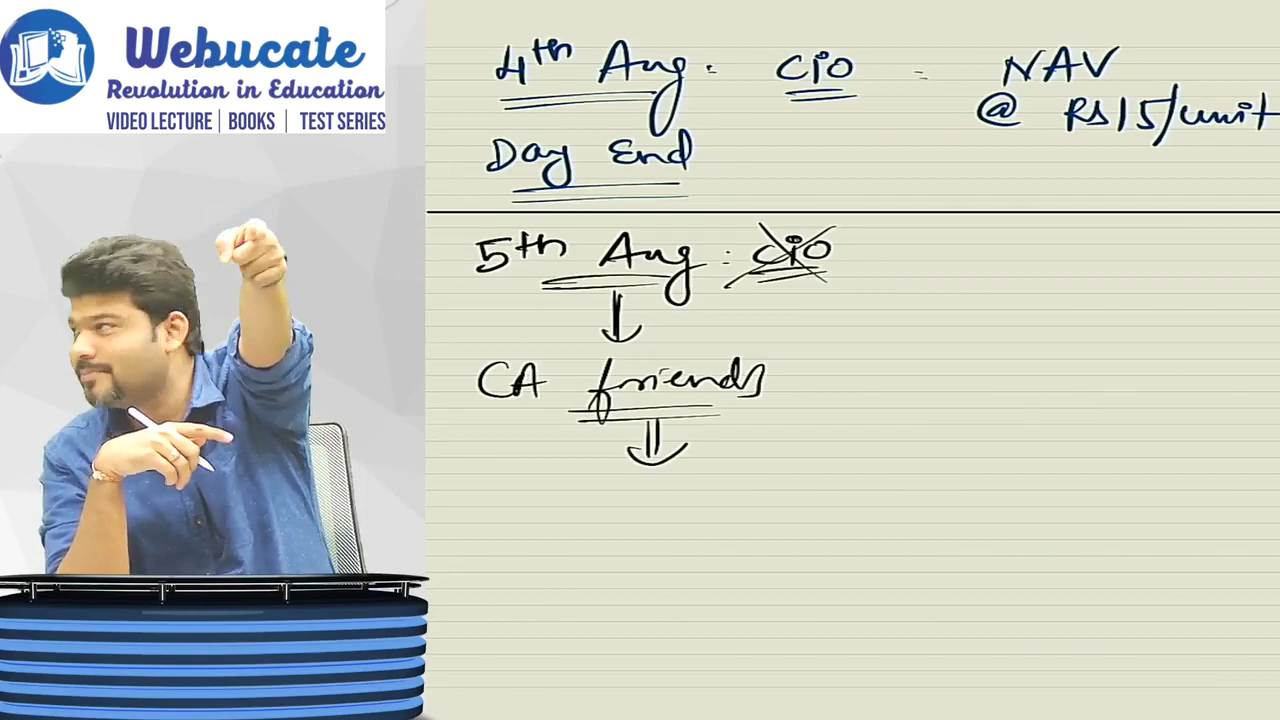 Webucate
Revolution in Education
VIDEO LECTURE | BOOKS | TEST SERIES
4th Aug : CiO = NAV
@ Rs15/unit
Day End
5th Aug : CiO
CA friends